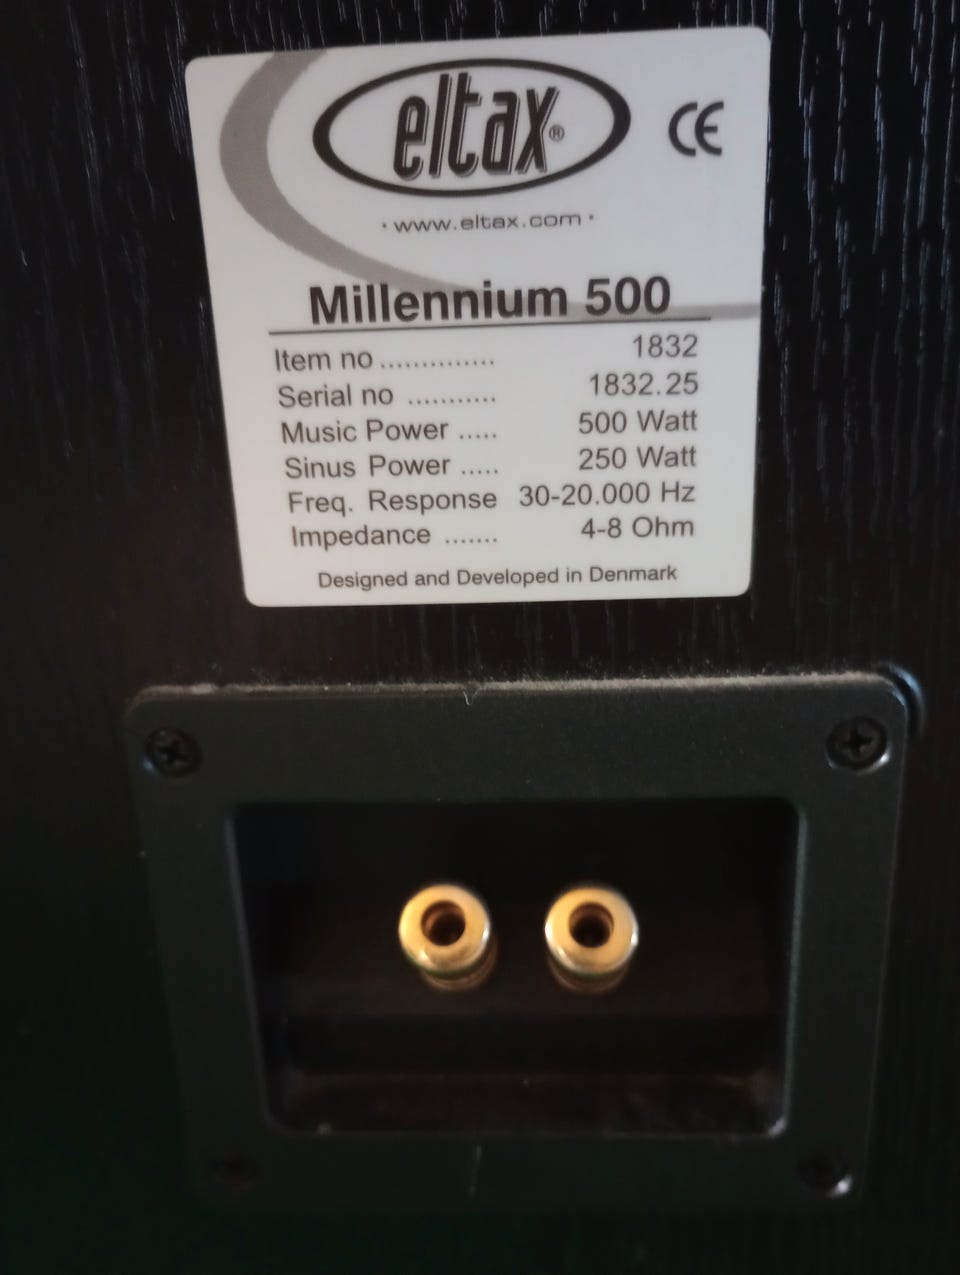 eltax®
CE
· www.eltax.com ·
Millennium 500
Item no .............. 1832
Serial no ........... 1832.25
Music Power ..... 500 Watt
Sinus Power ..... 250 Watt
Freq. Response 30-20.000 Hz
Impedance ....... 4-8 Ohm
Designed and Developed in Denmark